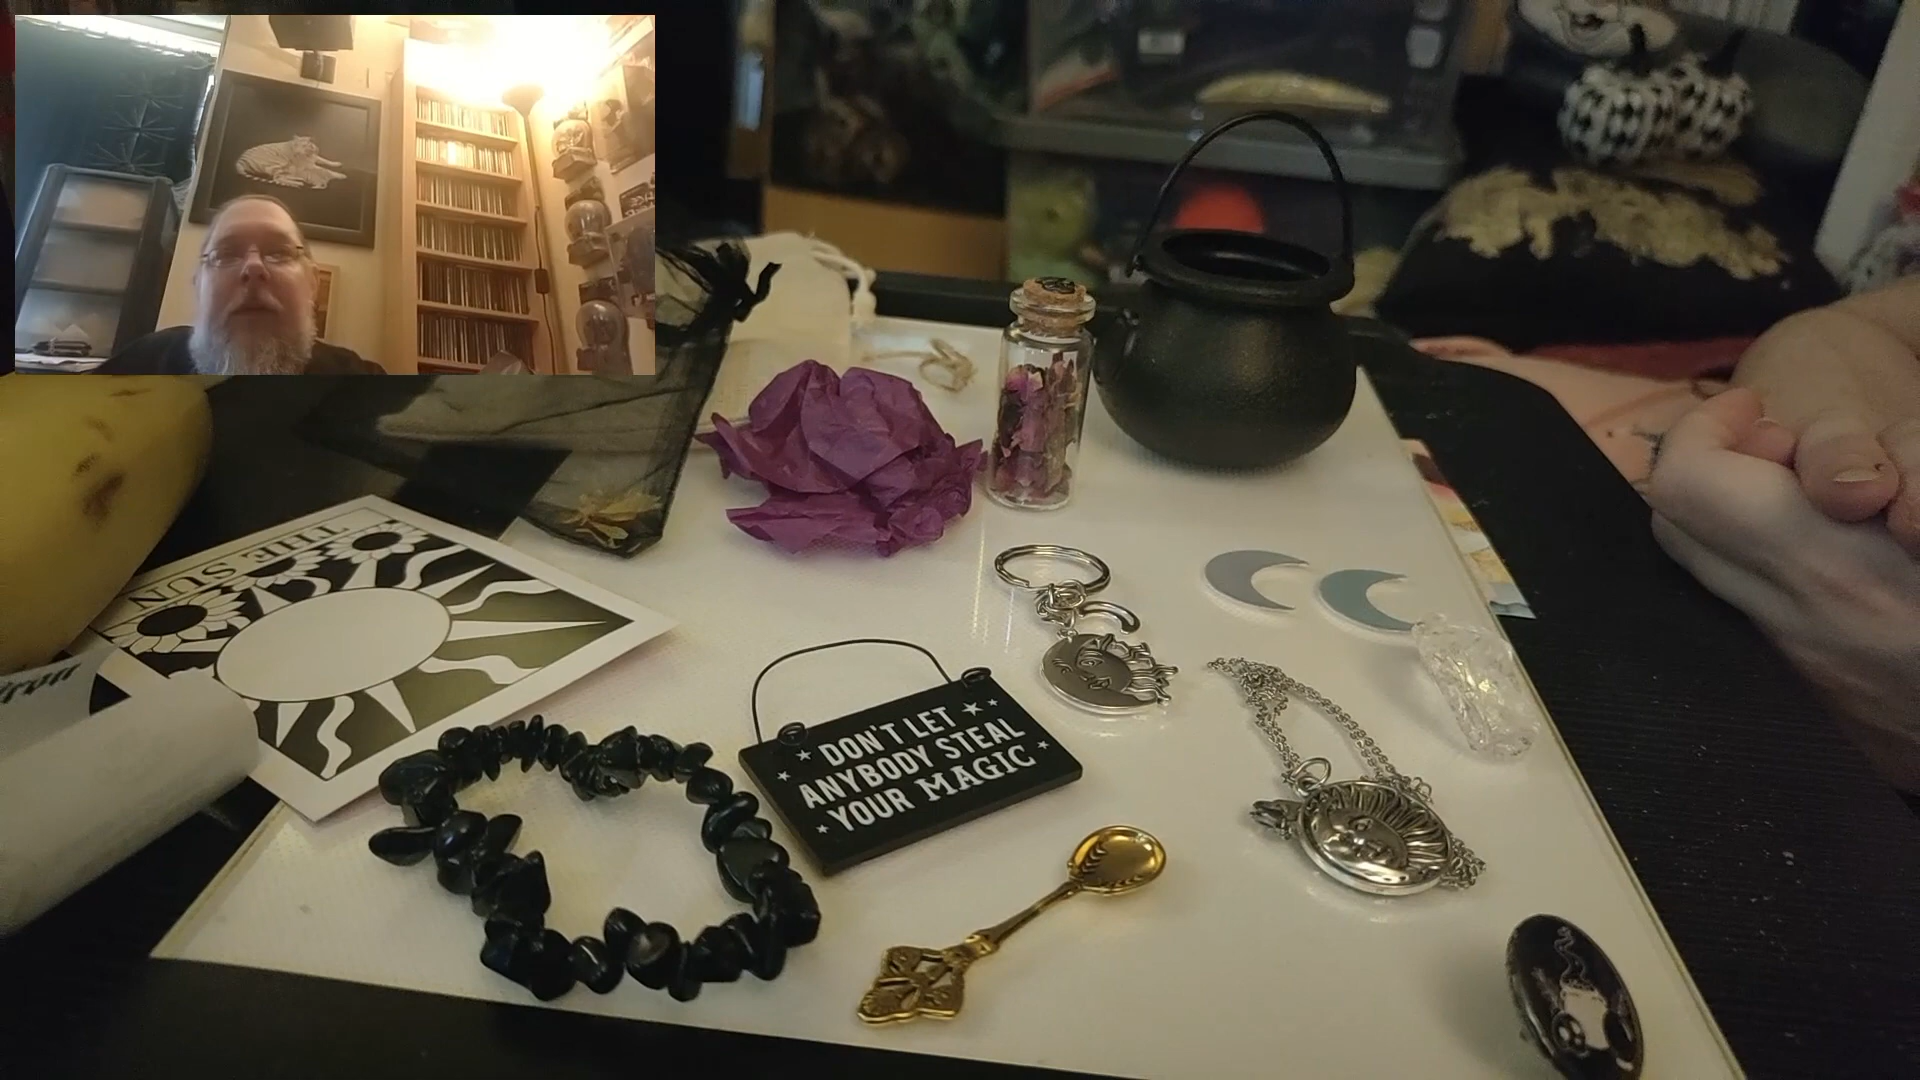 THE SUN
★ DON'T LET ★★
★ ANYBODY STEAL ★
★ YOUR MAGIC